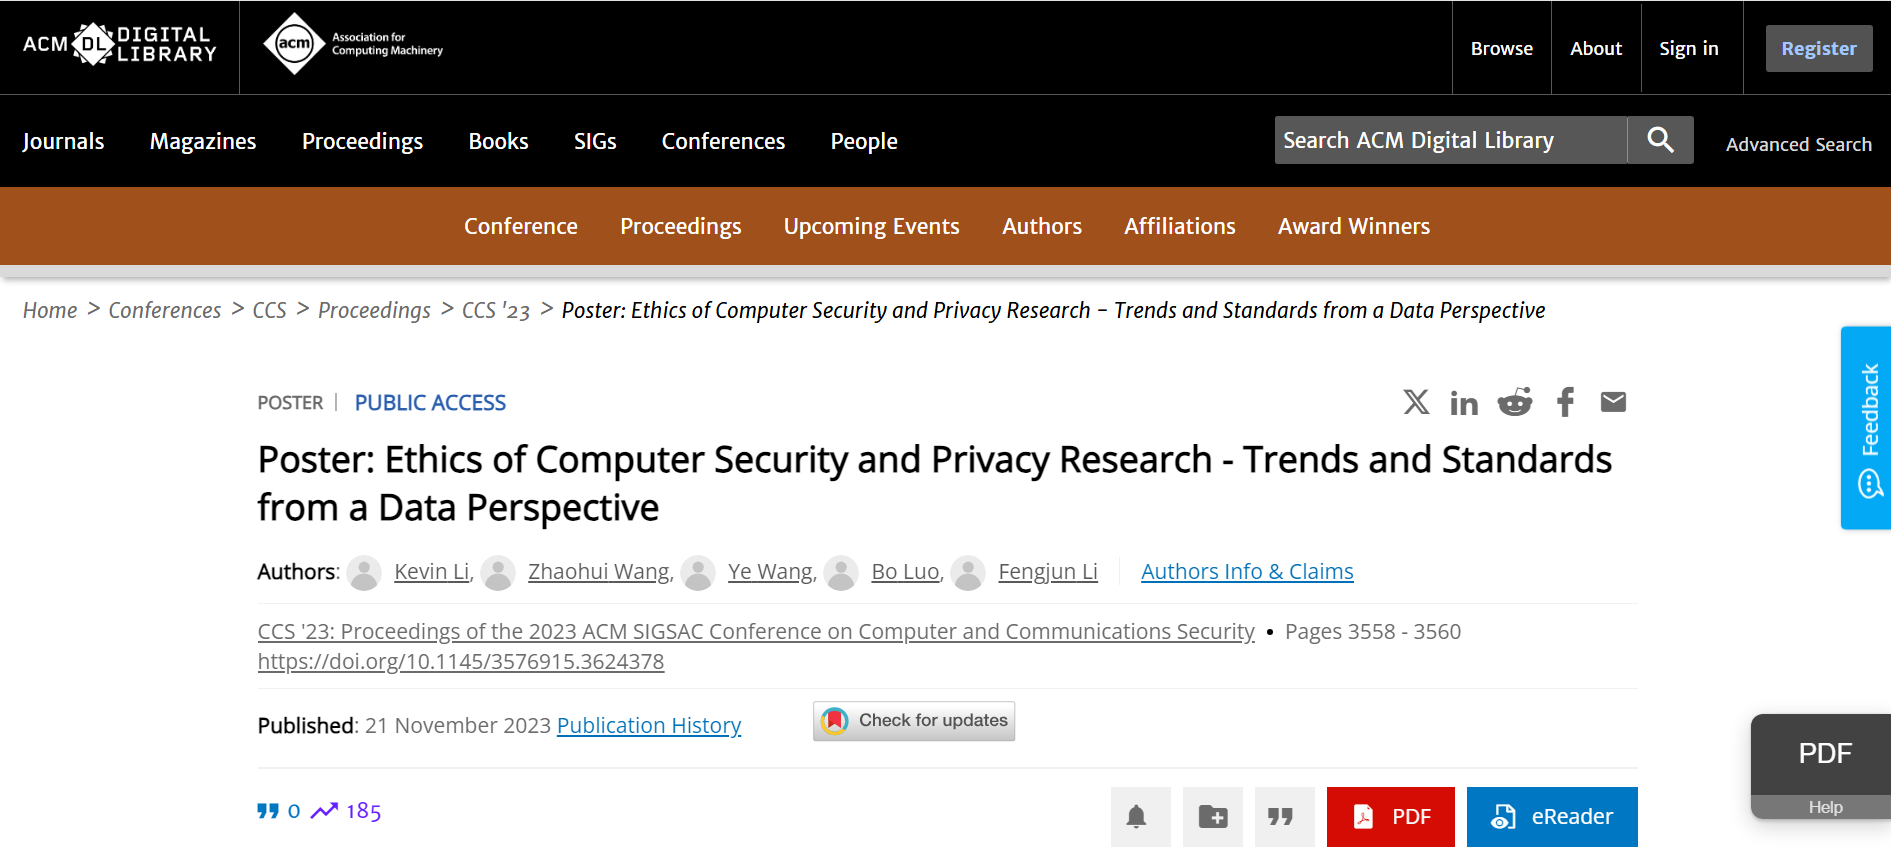 ACM DL DIGITAL LIBRARY
acm Association for Computing Machinery
Browse
About
Sign in
Register
Journals Magazines Proceedings Books SIGs Conferences People
Search ACM Digital Library
Advanced Search
Conference Proceedings Upcoming Events Authors Affiliations Award Winners
Home > Conferences > CCS > Proceedings > CCS '23 > Poster: Ethics of Computer Security and Privacy Research - Trends and Standards from a Data Perspective
Feedback
POSTER | PUBLIC ACCESS
Poster: Ethics of Computer Security and Privacy Research - Trends and Standards
from a Data Perspective
Authors: Kevin Li, Zhaohui Wang, Ye Wang, Bo Luo, Fengjun Li Authors Info & Claims
CCS '23: Proceedings of the 2023 ACM SIGSAC Conference on Computer and Communications Security • Pages 3558 - 3560
https://doi.org/10.1145/3576915.3624378
Published: 21 November 2023 Publication History
Check for updates
0 185
PDF
eReader
PDF
Help